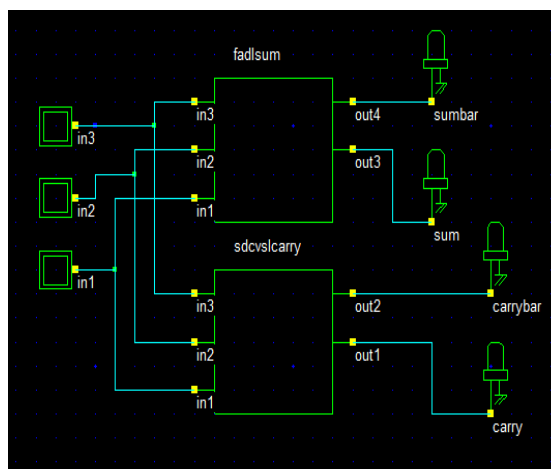 fadlsum
in3
out4
sumbar
in3
in2
out3
in2
in1
sum
sdcvslcarry
in1
in3
out2
carrybar
in2
out1
in1
carry